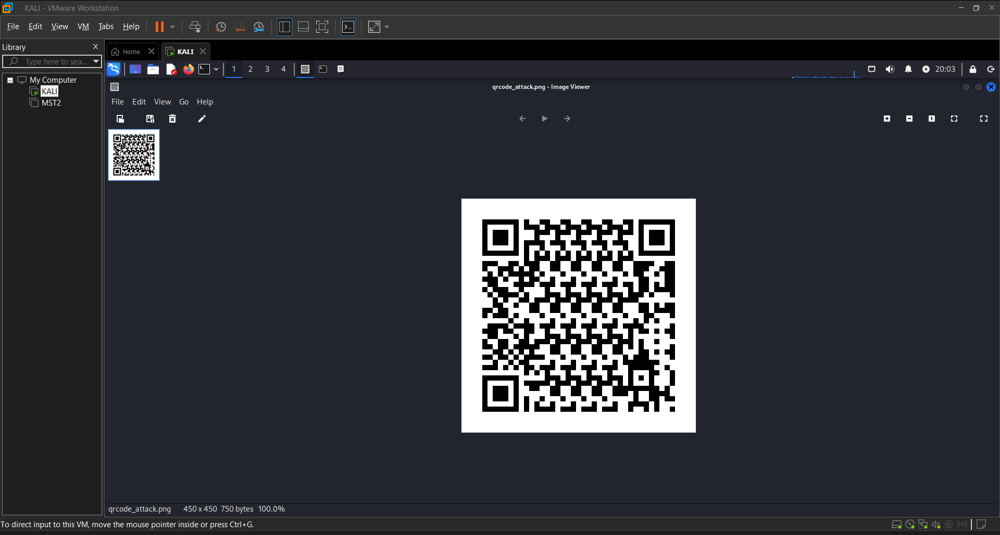 KALI - VMware Workstation
File Edit View VM Tabs Help
Library
Type here to sea...
My Computer
KALI
MST2
Home KALI
1 2 3 4 20:03
qrcode_attack.png - Image Viewer
File Edit View Go Help
qrcode_attack.png 450 x 450 750 bytes 100.0%
To direct input to this VM, move the mouse pointer inside or press Ctrl+G.